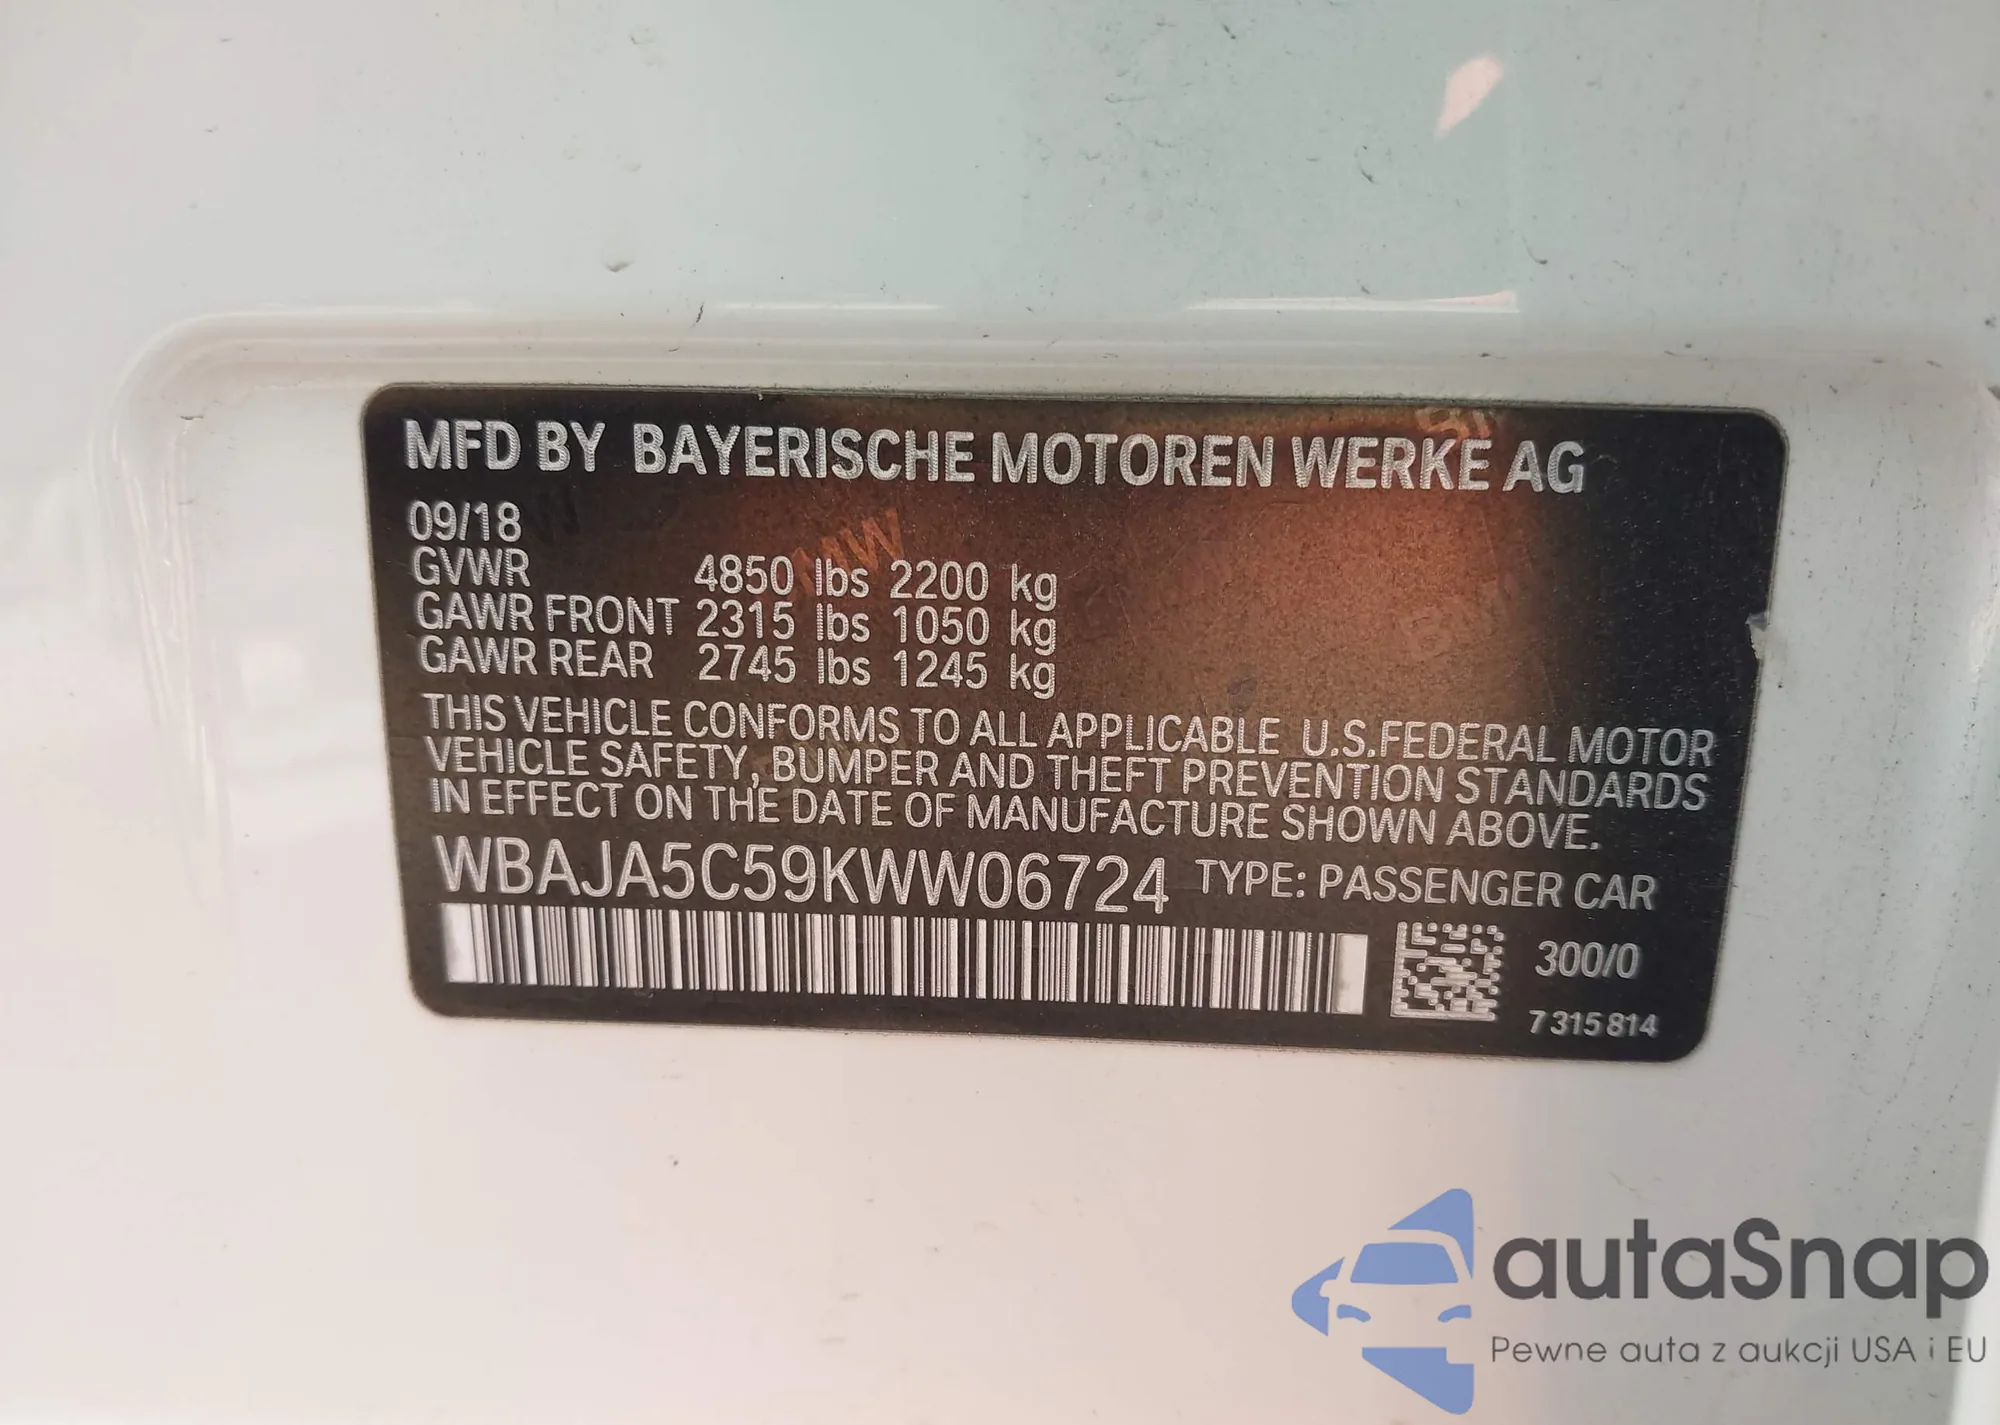 MFD BY BAYERISCHE MOTOREN WERKE AG
09/18
GVWR 4850 lbs 2200 kg
GAWR FRONT 2315 lbs 1050 kg
GAWR REAR 2745 lbs 1245 kg
THIS VEHICLE CONFORMS TO ALL APPLICABLE U.S.FEDERAL MOTOR
VEHICLE SAFETY, BUMPER AND THEFT PREVENTION STANDARDS
IN EFFECT ON THE DATE OF MANUFACTURE SHOWN ABOVE.
WBAJA5C59KWW06724 TYPE: PASSENGER CAR
300/0
7 315 814
autaSnap
Pewne auta z aukcji USA i EU